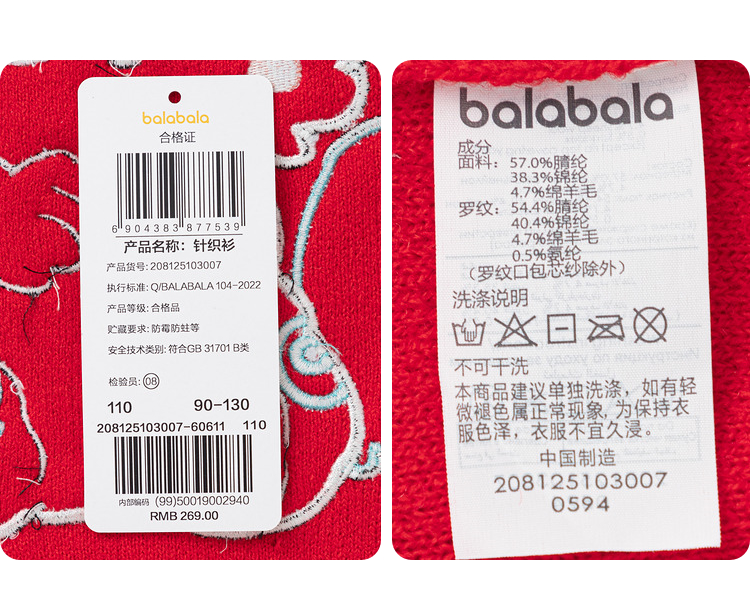 balabala
合格证
6 904383 877539
产品名称：针织衫
产品货号: 208125103007
执行标准: Q/BALABALA 104-2022
产品等级: 合格品
贮藏要求: 防霉防蛀等
安全技术类别: 符合GB 31701 B类
检验员: 08
110 90-130
208125103007-60611 110
内部编码 (99)50019002940
RMB 269.00
balabala
成分
面料: 57.0%腈纶
38.3%锦纶
4.7%绵羊毛
罗纹: 54.4%腈纶
40.4%锦纶
4.7%绵羊毛
0.5%氨纶
（罗纹口包芯纱除外）
洗涤说明
不可干洗
本商品建议单独洗涤，如有轻
微褪色属正常现象，为保持衣
服色泽，衣服不宜久浸。
中国制造
208125103007
0594